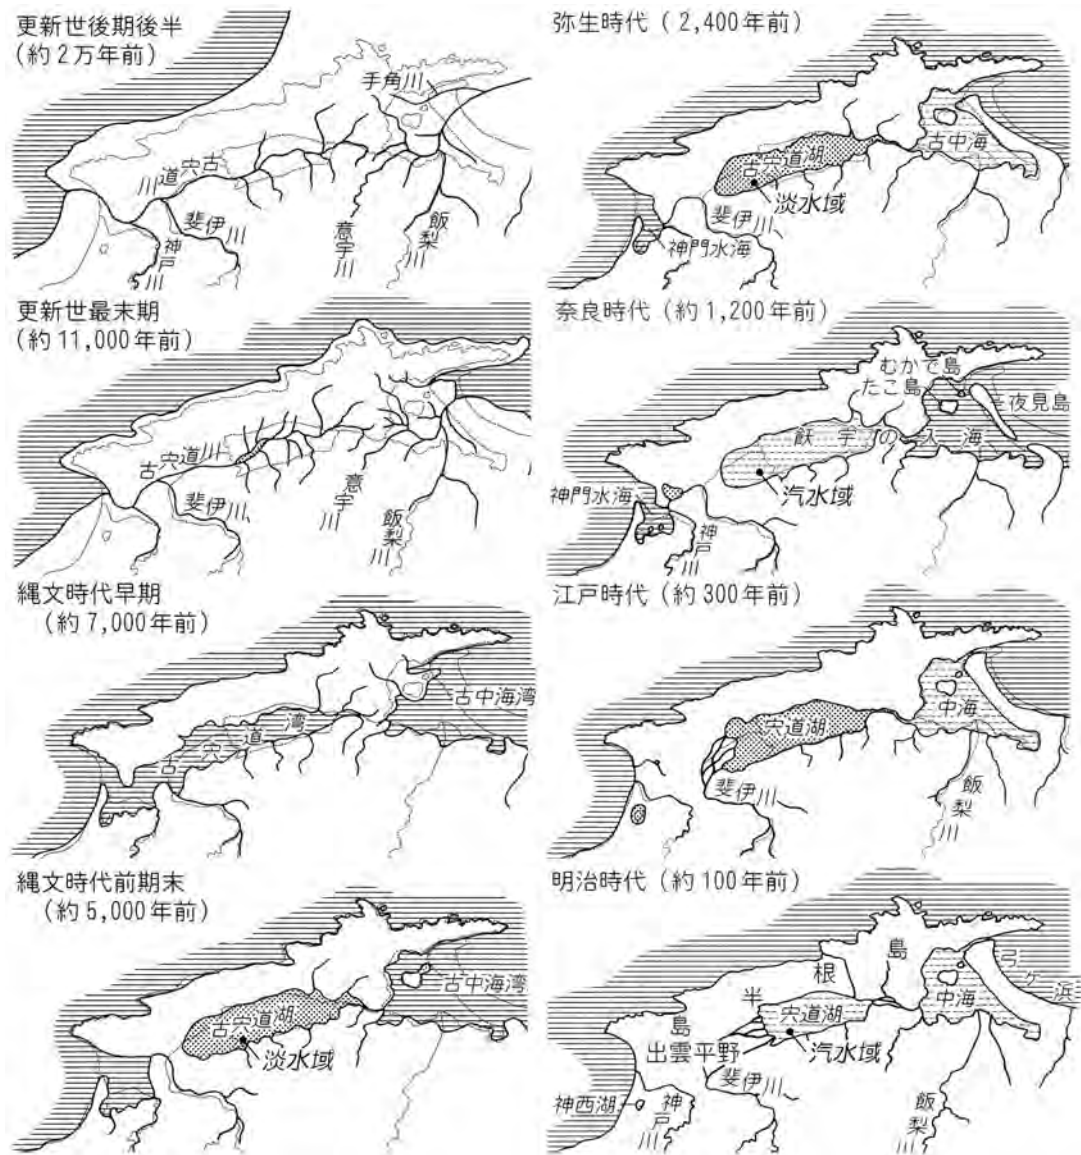 更新世後期後半
(約2万年前)
手角川
古宍道川
斐伊川
神戸川
意宇川
飯梨川
更新世最末期
(約11,000年前)
古宍道川
斐伊川
意宇川
飯梨川
縄文時代早期
(約7,000年前)
古中海湾
古宍道湾
縄文時代前期末
(約5,000年前)
古中海湾
古宍道湖
淡水域
弥生時代(2,400年前)
古中海
古宍道湖
淡水域
斐伊川
神門水海
奈良時代(約1,200年前)
むかで島
たこ島
夜見島
飫宇の入海
汽水域
神門水海
神戸川
江戸時代(約300年前)
中海
宍道湖
斐伊川
飯梨川
明治時代(約100年前)
島根半島
弓ヶ浜
中海
宍道湖
汽水域
出雲平野
斐伊川
神西湖
神戸川
飯梨川